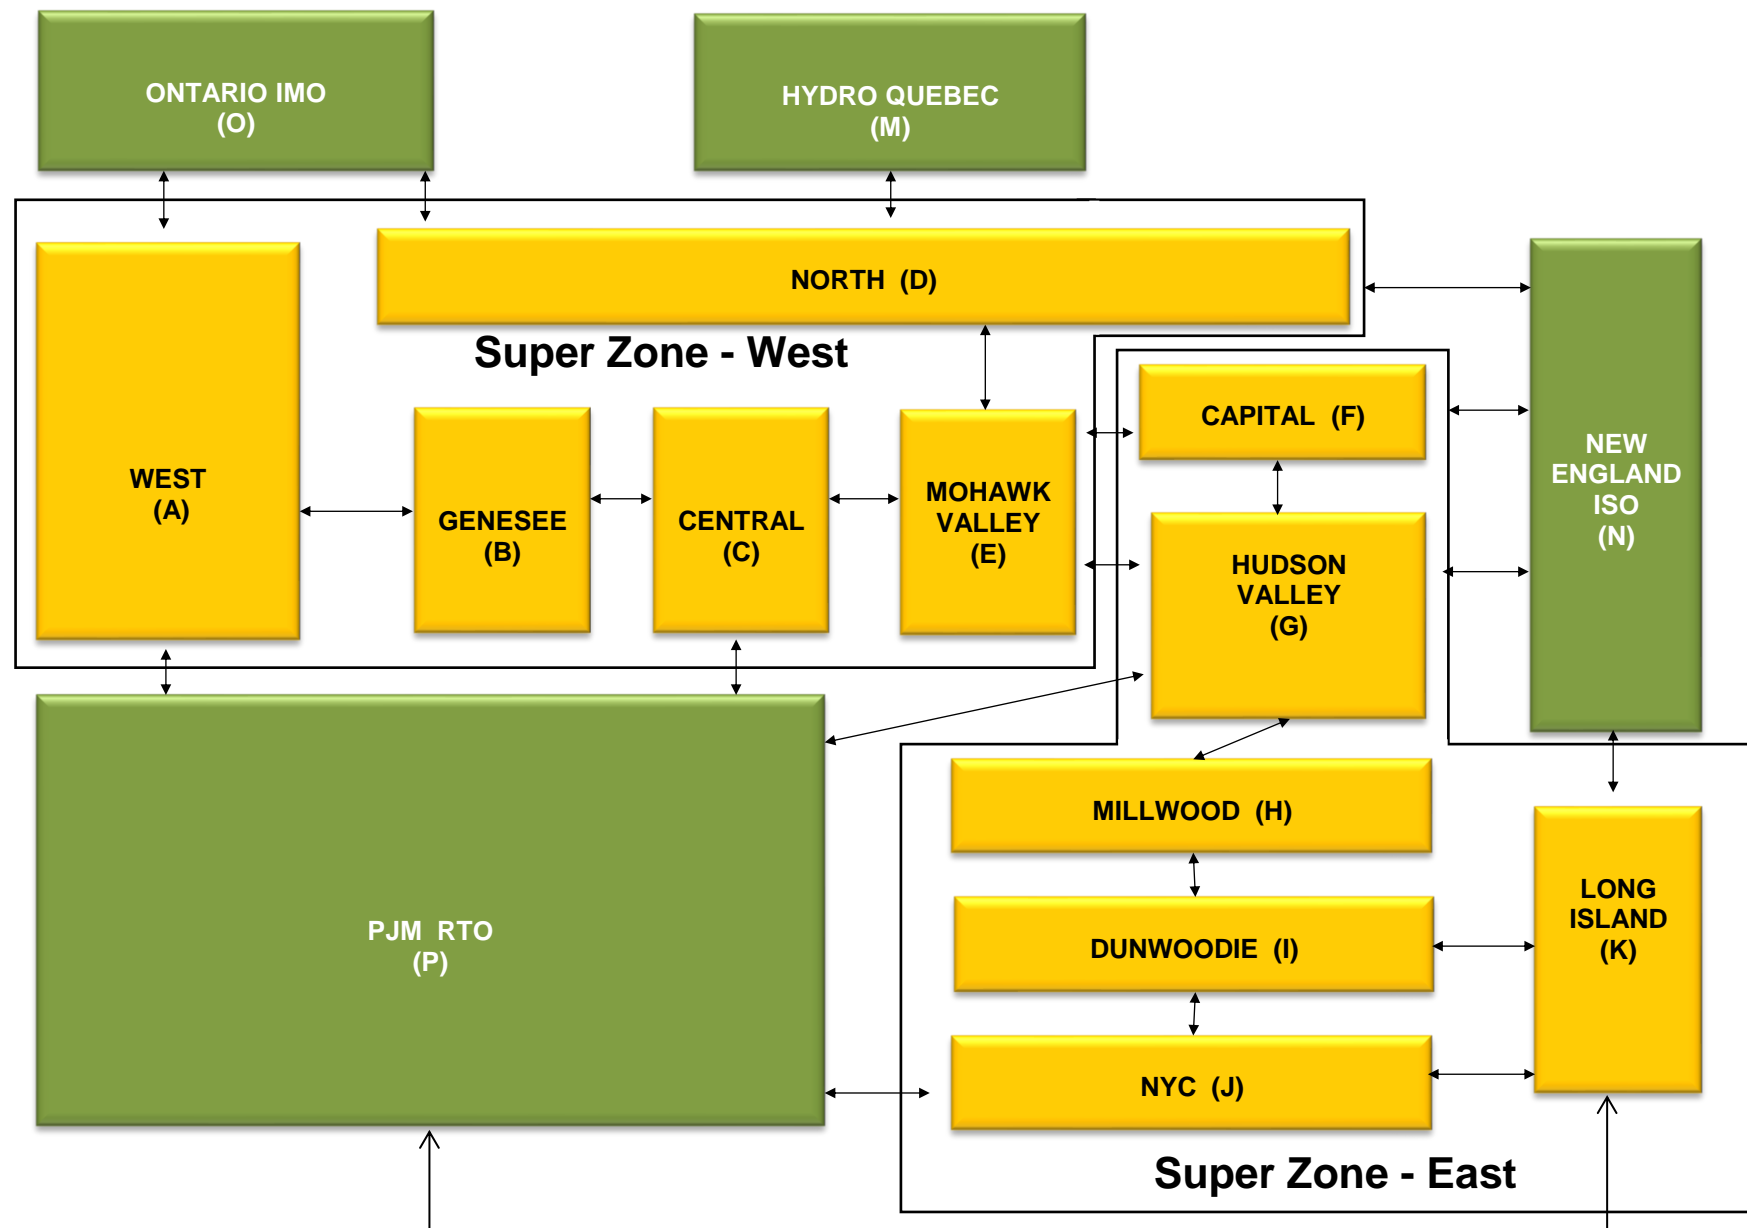 ONTARIO IMO
(O)
HYDRO QUEBEC
(M)
NORTH (D)
Super Zone - West
WEST
(A)
GENESEE
(B)
CENTRAL
(C)
MOHAWK
VALLEY
(E)
CAPITAL (F)
HUDSON
VALLEY
(G)
NEW
ENGLAND
ISO
(N)
PJM RTO
(P)
MILLWOOD (H)
DUNWOODIE (I)
NYC (J)
LONG
ISLAND
(K)
Super Zone - East